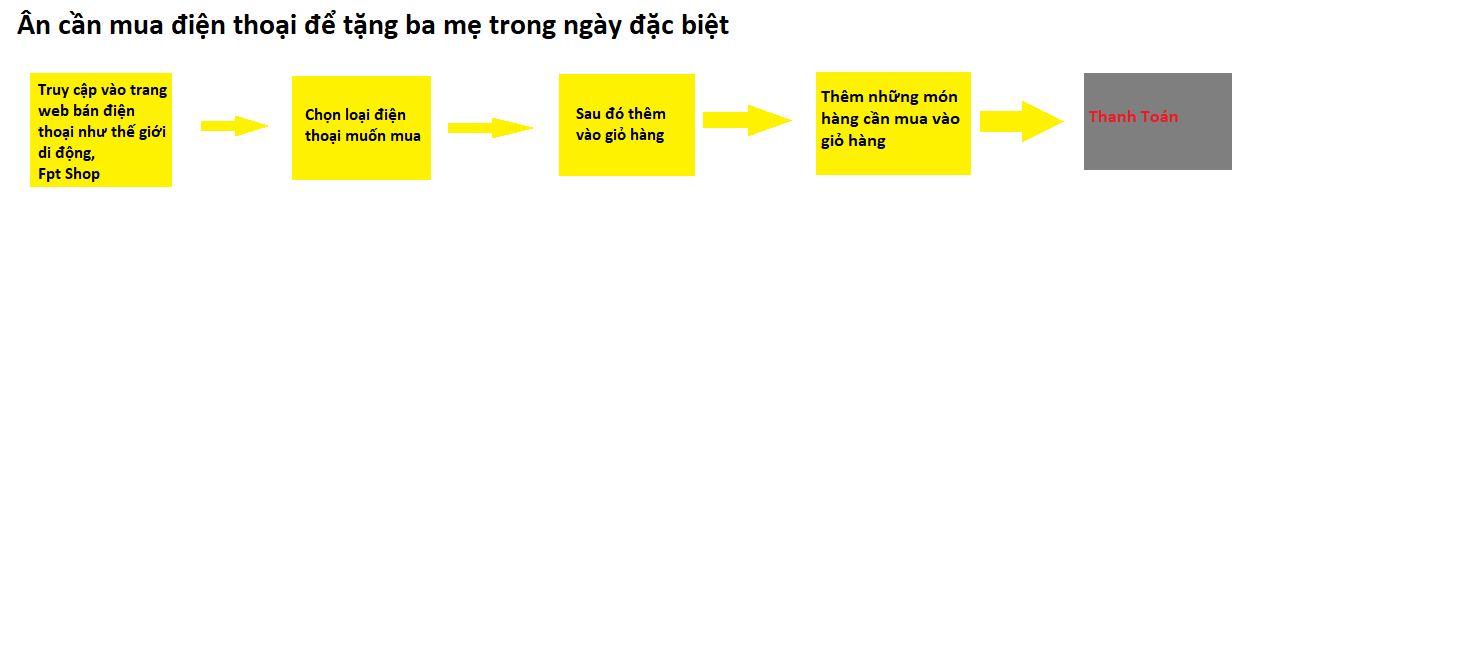 Ân cần mua điện thoại để tặng ba mẹ trong ngày đặc biệt
Truy cập vào trang
web bán điện
thoại như thế giới
di động,
Fpt Shop
Chọn loại điện
thoại muốn mua
Sau đó thêm
vào giỏ hàng
Thêm những món
hàng cần mua vào
giỏ hàng
Thanh Toán